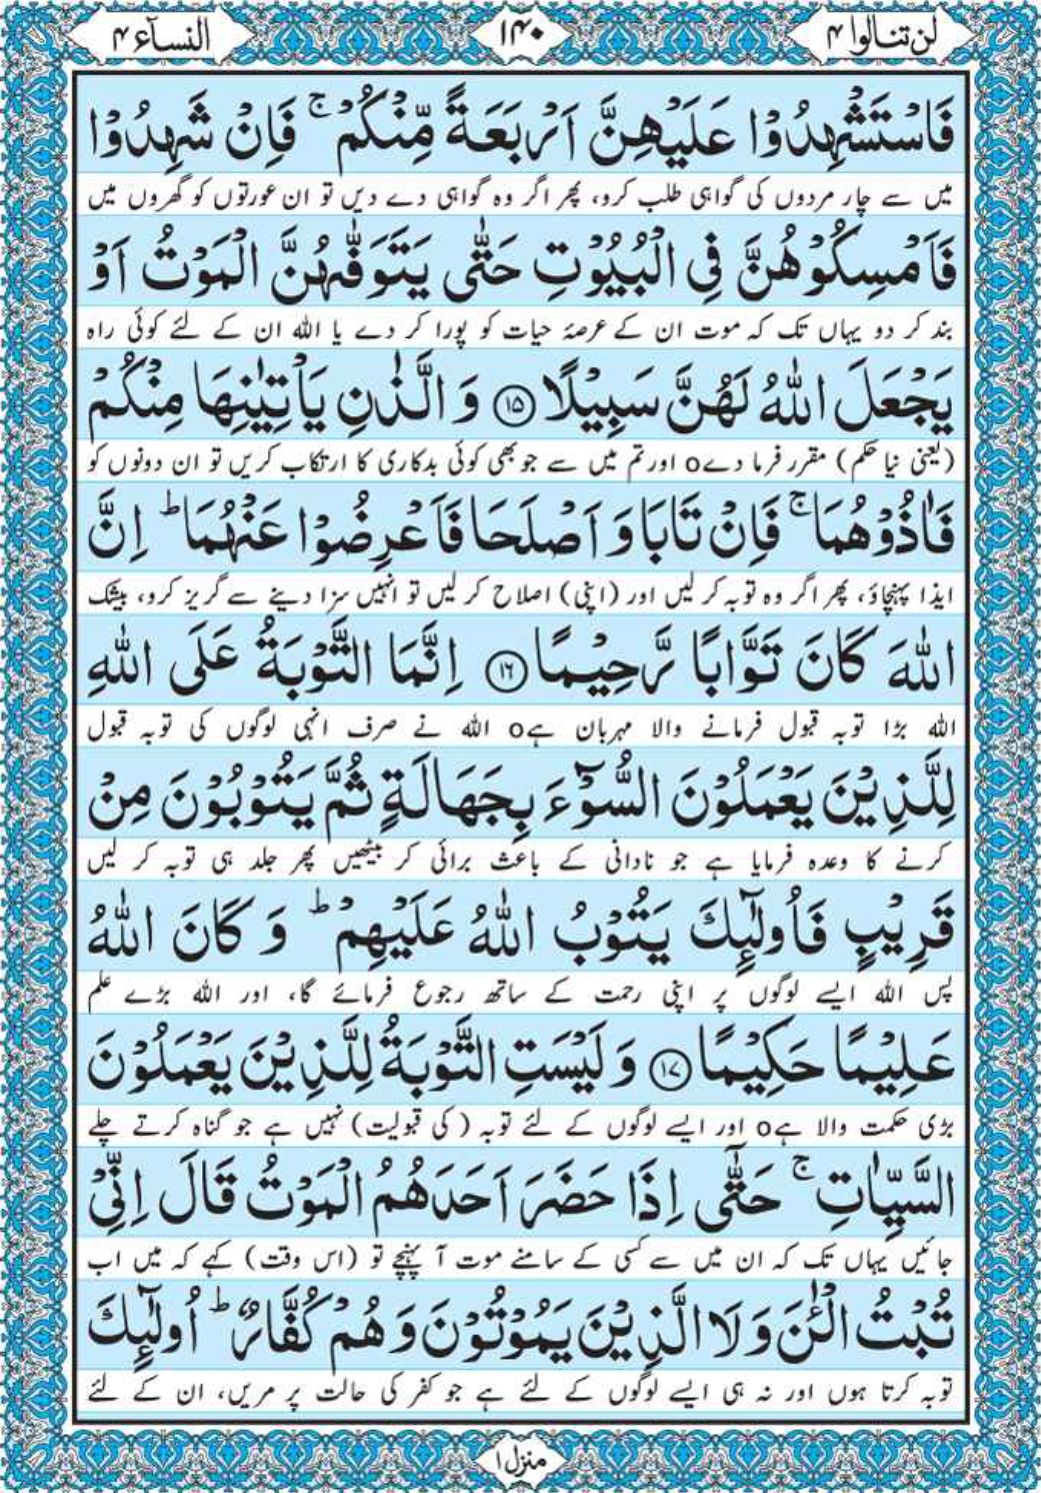 لن تنالوا ۴
۱۴۰
النسآء ۴
فَاسْتَشْهِدُوْا عَلَیْهِنَّ اَرْبَعَةً مِّنْكُمْ ۚ فَاِنْ شَهِدُوْا
میں سے چار مردوں کی گواہی طلب کرو، پھر اگر وہ گواہی دے دیں تو ان عورتوں کو گھروں میں
فَاَمْسِكُوْهُنَّ فِی الْبُیُوْتِ حَتّٰی یَتَوَفّٰهُنَّ الْمَوْتُ اَوْ
بند کر دو یہاں تک کہ موت ان کے عرصۂ حیات کو پورا کر دے یا اللہ ان کے لئے کوئی راہ
یَجْعَلَ اللّٰهُ لَهُنَّ سَبِیْلًا ﴿۱۵﴾ وَ الَّذٰنِ یَاْتِیٰنِهَا مِنْكُمْ
(یعنی نیا حکم) مقرر فرما دےo اور تم میں سے جو بھی کوئی بدکاری کا ارتکاب کریں تو ان دونوں کو
فَاٰذُوْهُمَا ۚ فَاِنْ تَابَا وَ اَصْلَحَا فَاَعْرِضُوْا عَنْهُمَا ؕ اِنَّ
ایذا پہنچاؤ، پھر اگر وہ توبہ کر لیں اور (اپنی) اصلاح کر لیں تو انہیں سزا دینے سے گریز کرو، بیشک
اللّٰهَ كَانَ تَوَّابًا رَّحِیْمًا ﴿۱۶﴾ اِنَّمَا التَّوْبَةُ عَلَی اللّٰهِ
اللہ بڑا توبہ قبول فرمانے والا مہربان ہےo اللہ نے صرف انہی لوگوں کی توبہ قبول
لِلَّذِیْنَ یَعْمَلُوْنَ السُّوْٓءَ بِجَهَالَةٍ ثُمَّ یَتُوْبُوْنَ مِنْ
کرنے کا وعدہ فرمایا ہے جو نادانی کے باعث برائی کر بیٹھیں پھر جلد ہی توبہ کر لیں
قَرِیْبٍ فَاُولٰٓىِٕكَ یَتُوْبُ اللّٰهُ عَلَیْهِمْ ؕ وَ كَانَ اللّٰهُ
پس اللہ ایسے لوگوں پر اپنی رحمت کے ساتھ رجوع فرمائے گا، اور اللہ بڑے علم
عَلِیْمًا حَكِیْمًا ﴿۱۷﴾ وَ لَیْسَتِ التَّوْبَةُ لِلَّذِیْنَ یَعْمَلُوْنَ
بڑی حکمت والا ہےo اور ایسے لوگوں کے لئے توبہ (کی قبولیت) نہیں ہے جو گناہ کرتے چلے
السَّیِّاٰتِ ۚ حَتّٰۤی اِذَا حَضَرَ اَحَدَهُمُ الْمَوْتُ قَالَ اِنِّیْ
جائیں یہاں تک کہ ان میں سے کسی کے سامنے موت آ پہنچے تو (اس وقت) کہے کہ میں اب
تُبْتُ الْـٰٔنَ وَ لَا الَّذِیْنَ یَمُوْتُوْنَ وَ هُمْ كُفَّارٌ ؕ اُولٰٓىِٕكَ
توبہ کرتا ہوں اور نہ ہی ایسے لوگوں کے لئے ہے جو کفر کی حالت پر مریں، ان کے لئے
منزل ۱